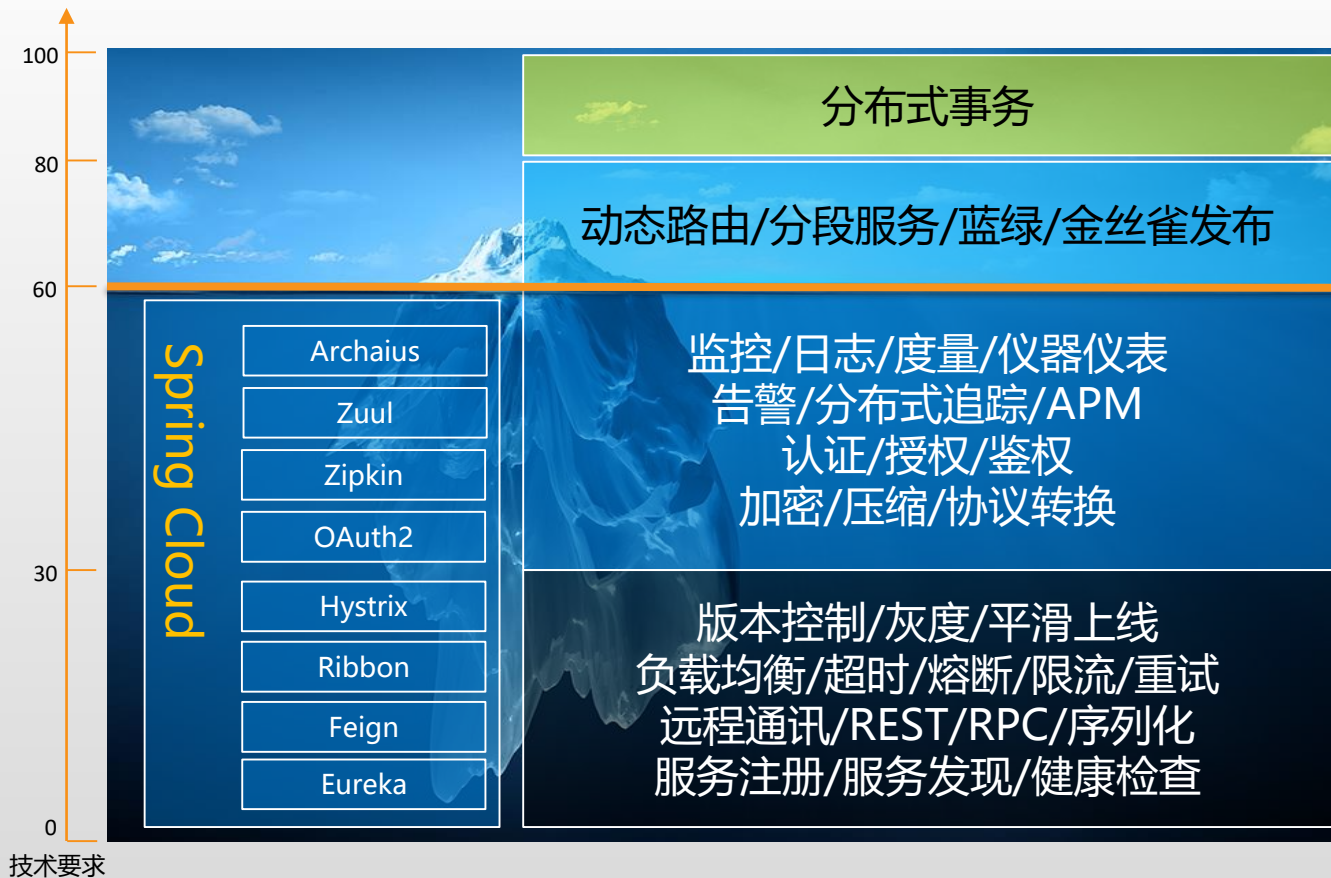 100
80
60
30
0
技术要求
Spring Cloud
Archaius
Zuul
Zipkin
OAuth2
Hystrix
Ribbon
Feign
Eureka
分布式事务
动态路由/分段服务/蓝绿/金丝雀发布
监控/日志/度量/仪器仪表
告警/分布式追踪/APM
认证/授权/鉴权
加密/压缩/协议转换
版本控制/灰度/平滑上线
负载均衡/超时/熔断/限流/重试
远程通讯/REST/RPC/序列化
服务注册/服务发现/健康检查